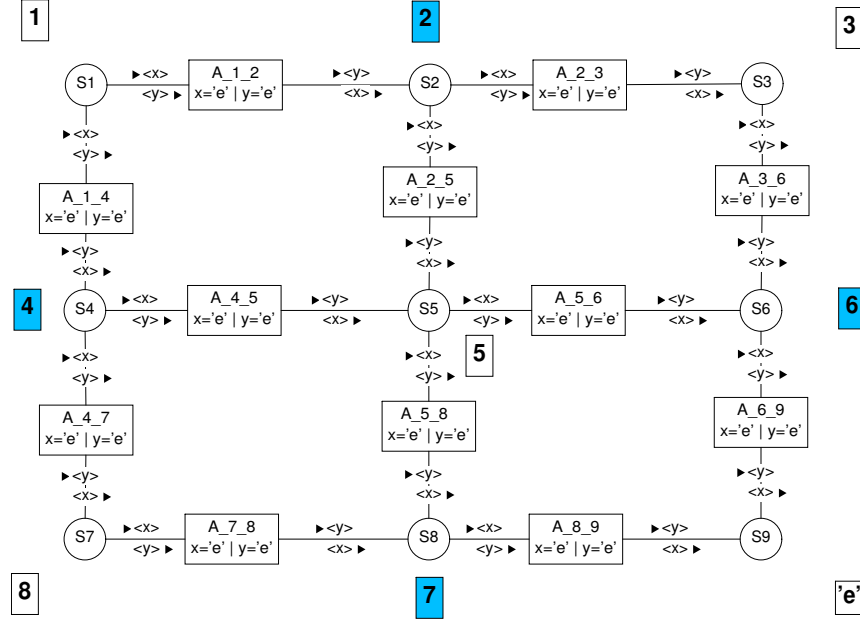 1 2 3
S1 ▶<x> <y>▶ A_1_2 x='e' | y='e' ▶<y> <x>▶ S2 ▶<x> <y>▶ A_2_3 x='e' | y='e' ▶<y> <x>▶ S3
▶<x> ▶<x> ▶<x>
<y>▶ <y>▶ <y>▶
A_1_4 A_2_5 A_3_6
x='e' | y='e' x='e' | y='e' x='e' | y='e'
▶<y> ▶<y> ▶<y>
<x>▶ <x>▶ <x>▶
4 S4 ▶<x> <y>▶ A_4_5 x='e' | y='e' ▶<y> <x>▶ S5 ▶<x> <y>▶ A_5_6 x='e' | y='e' ▶<y> <x>▶ S6 6
5
▶<x> ▶<x> ▶<x>
<y>▶ <y>▶ <y>▶
A_4_7 A_5_8 A_6_9
x='e' | y='e' x='e' | y='e' x='e' | y='e'
▶<y> ▶<y> ▶<y>
<x>▶ <x>▶ <x>▶
S7 ▶<x> <y>▶ A_7_8 x='e' | y='e' ▶<y> <x>▶ S8 ▶<x> <y>▶ A_8_9 x='e' | y='e' ▶<y> <x>▶ S9
8 7 'e'